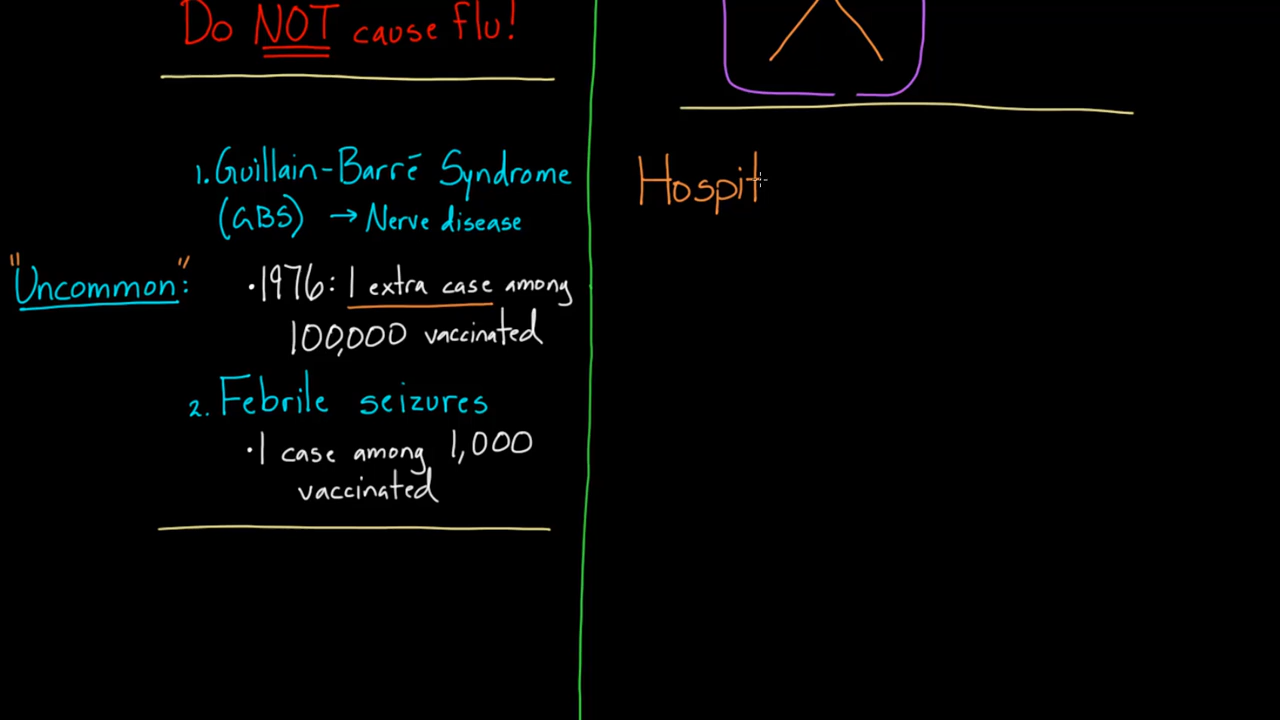 Do NOT cause flu!
1. Guillain-Barré Syndrome
(GBS) → Nerve disease
"Uncommon":
·1976: 1 extra case among
100,000 vaccinated
2. Febrile seizures
·1 case among 1,000
vaccinated
Hospit